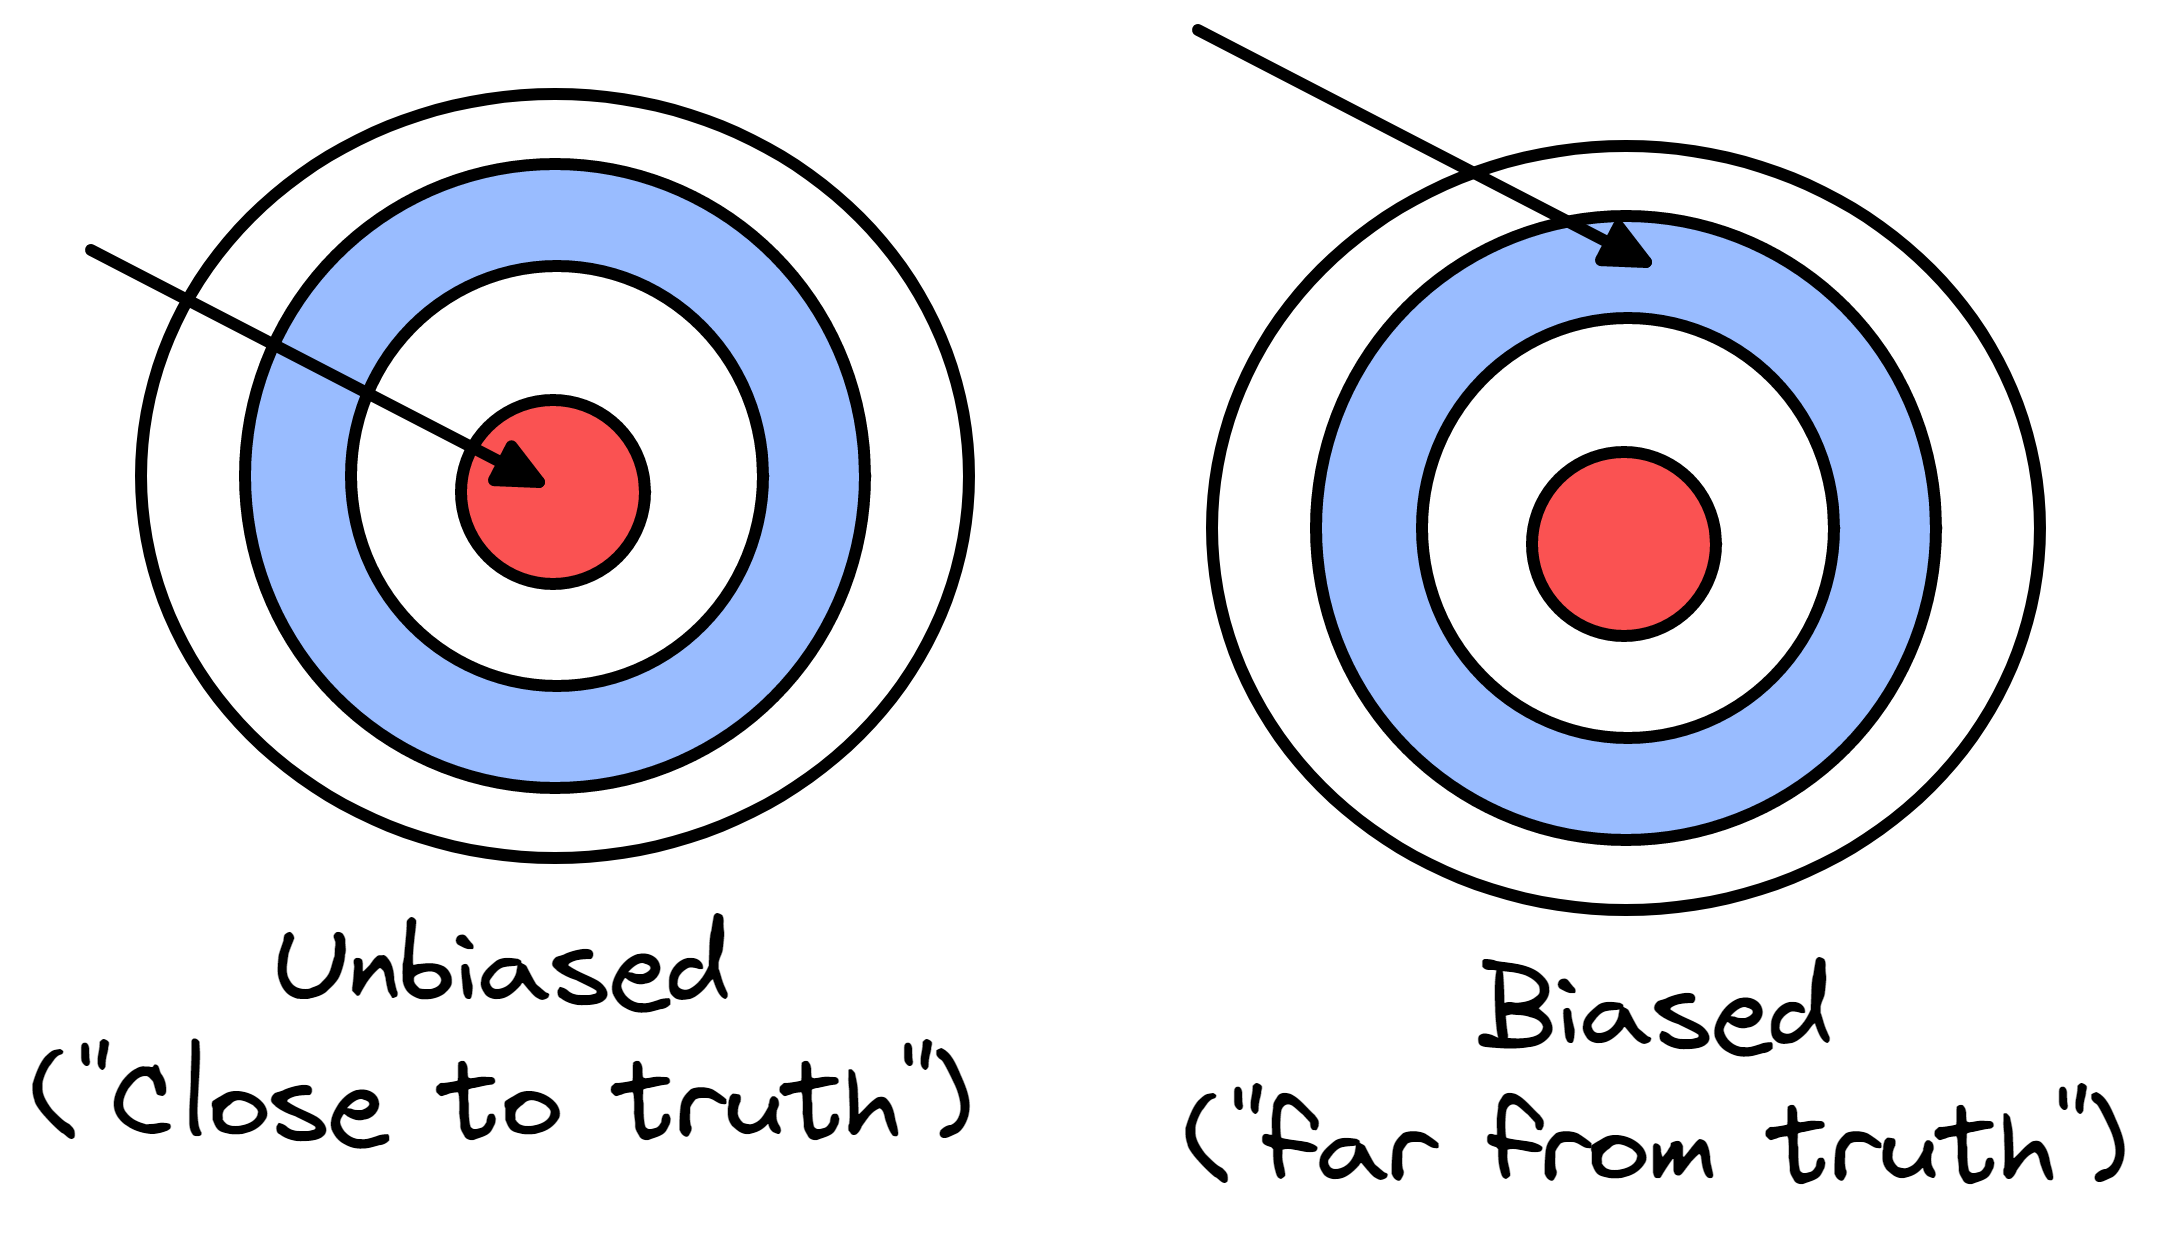 Unbiased
("Close to truth")
Biased
("far from truth")